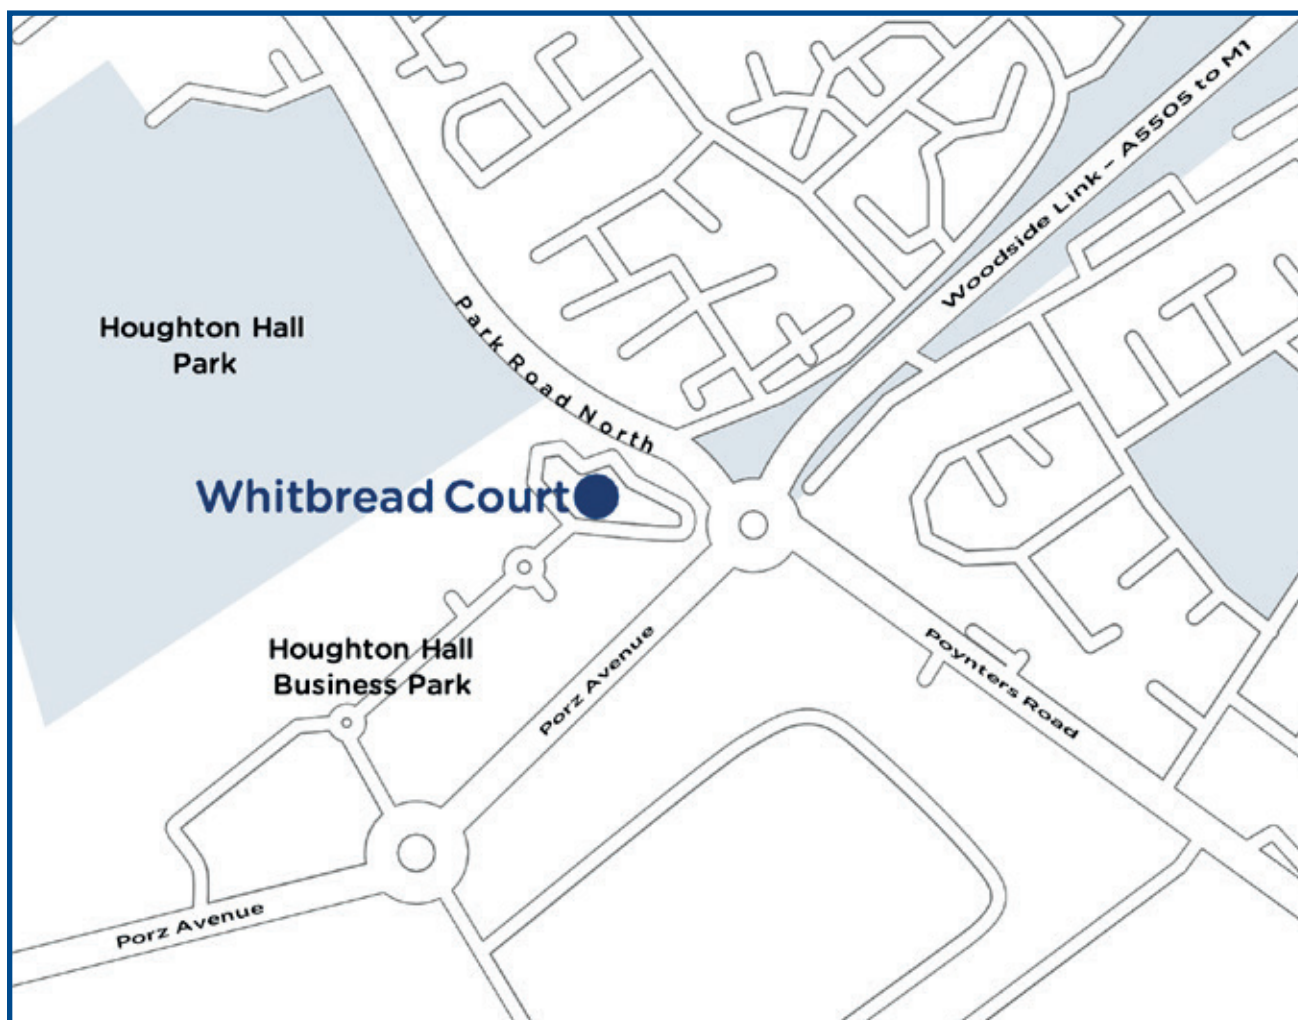 Woodside Link – A5505 to M1
Houghton Hall
Park
Park Road North
Whitbread Court
Houghton Hall
Business Park
Porz Avenue
Poynters Road
Porz Avenue